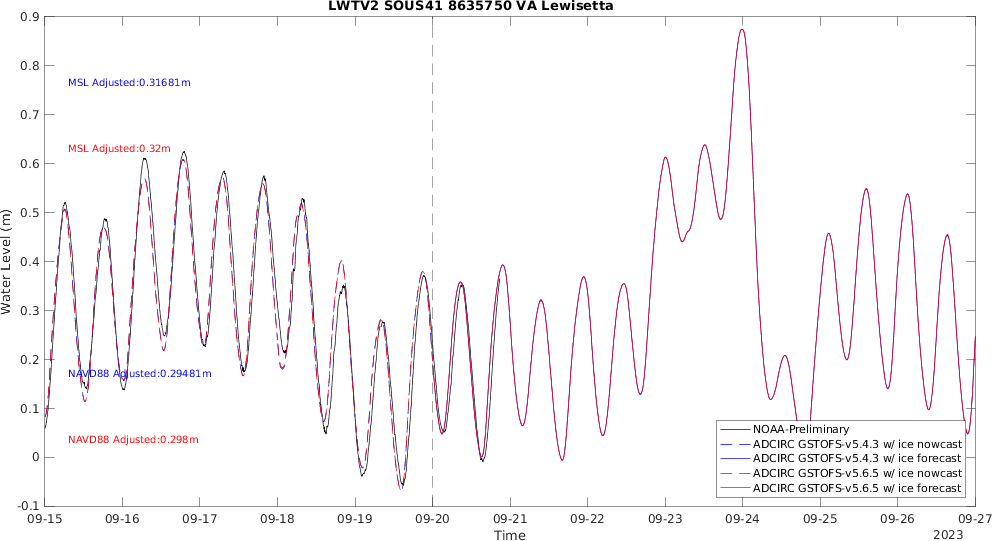 LWTV2 SOUS41 8635750 VA Lewisetta
Water Level (m)
0.9
0.8
0.7
0.6
0.5
0.4
0.3
0.2
0.1
0
-0.1
MSL Adjusted:0.31681m
MSL Adjusted:0.32m
NAVD88 Adjusted:0.29481m
NAVD88 Adjusted:0.298m
NOAA-Preliminary
ADCIRC GSTOFS-v5.4.3 w/ ice nowcast
ADCIRC GSTOFS-v5.4.3 w/ ice forecast
ADCIRC GSTOFS-v5.6.5 w/ ice nowcast
ADCIRC GSTOFS-v5.6.5 w/ ice forecast
09-15 09-16 09-17 09-18 09-19 09-20 09-21 09-22 09-23 09-24 09-25 09-26 09-27
Time
2023